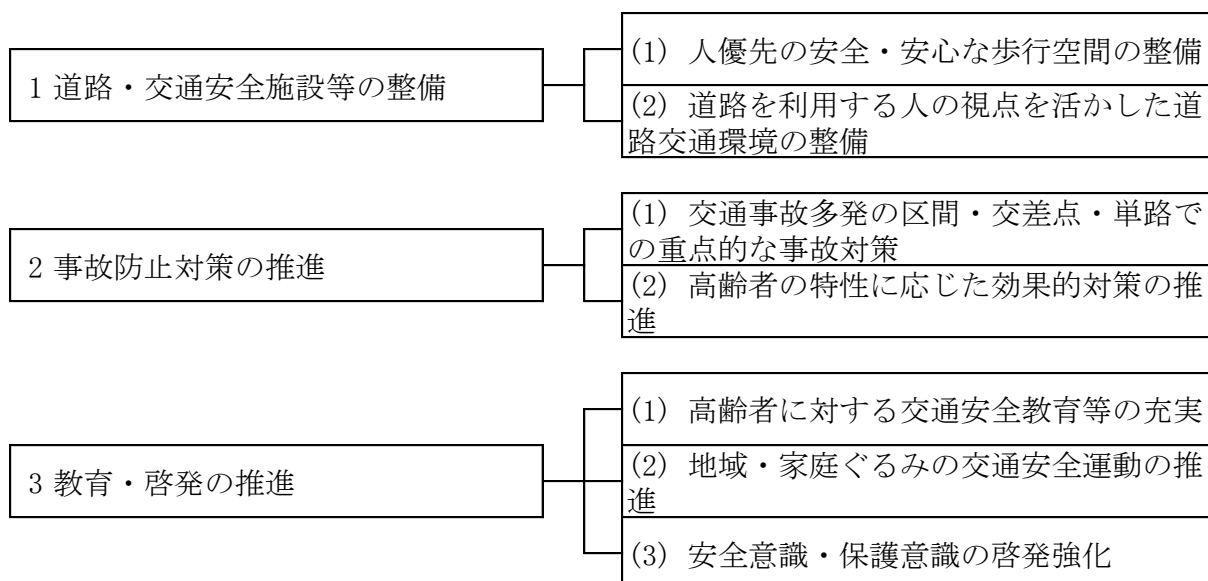 1 道路・交通安全施設等の整備
(1) 人優先の安全・安心な歩行空間の整備
(2) 道路を利用する人の視点を活かした道
路交通環境の整備
2 事故防止対策の推進
(1) 交通事故多発の区間・交差点・単路で
の重点的な事故対策
(2) 高齢者の特性に応じた効果的対策の推
進
3 教育・啓発の推進
(1) 高齢者に対する交通安全教育等の充実
(2) 地域・家庭ぐるみの交通安全運動の推
進
(3) 安全意識・保護意識の啓発強化